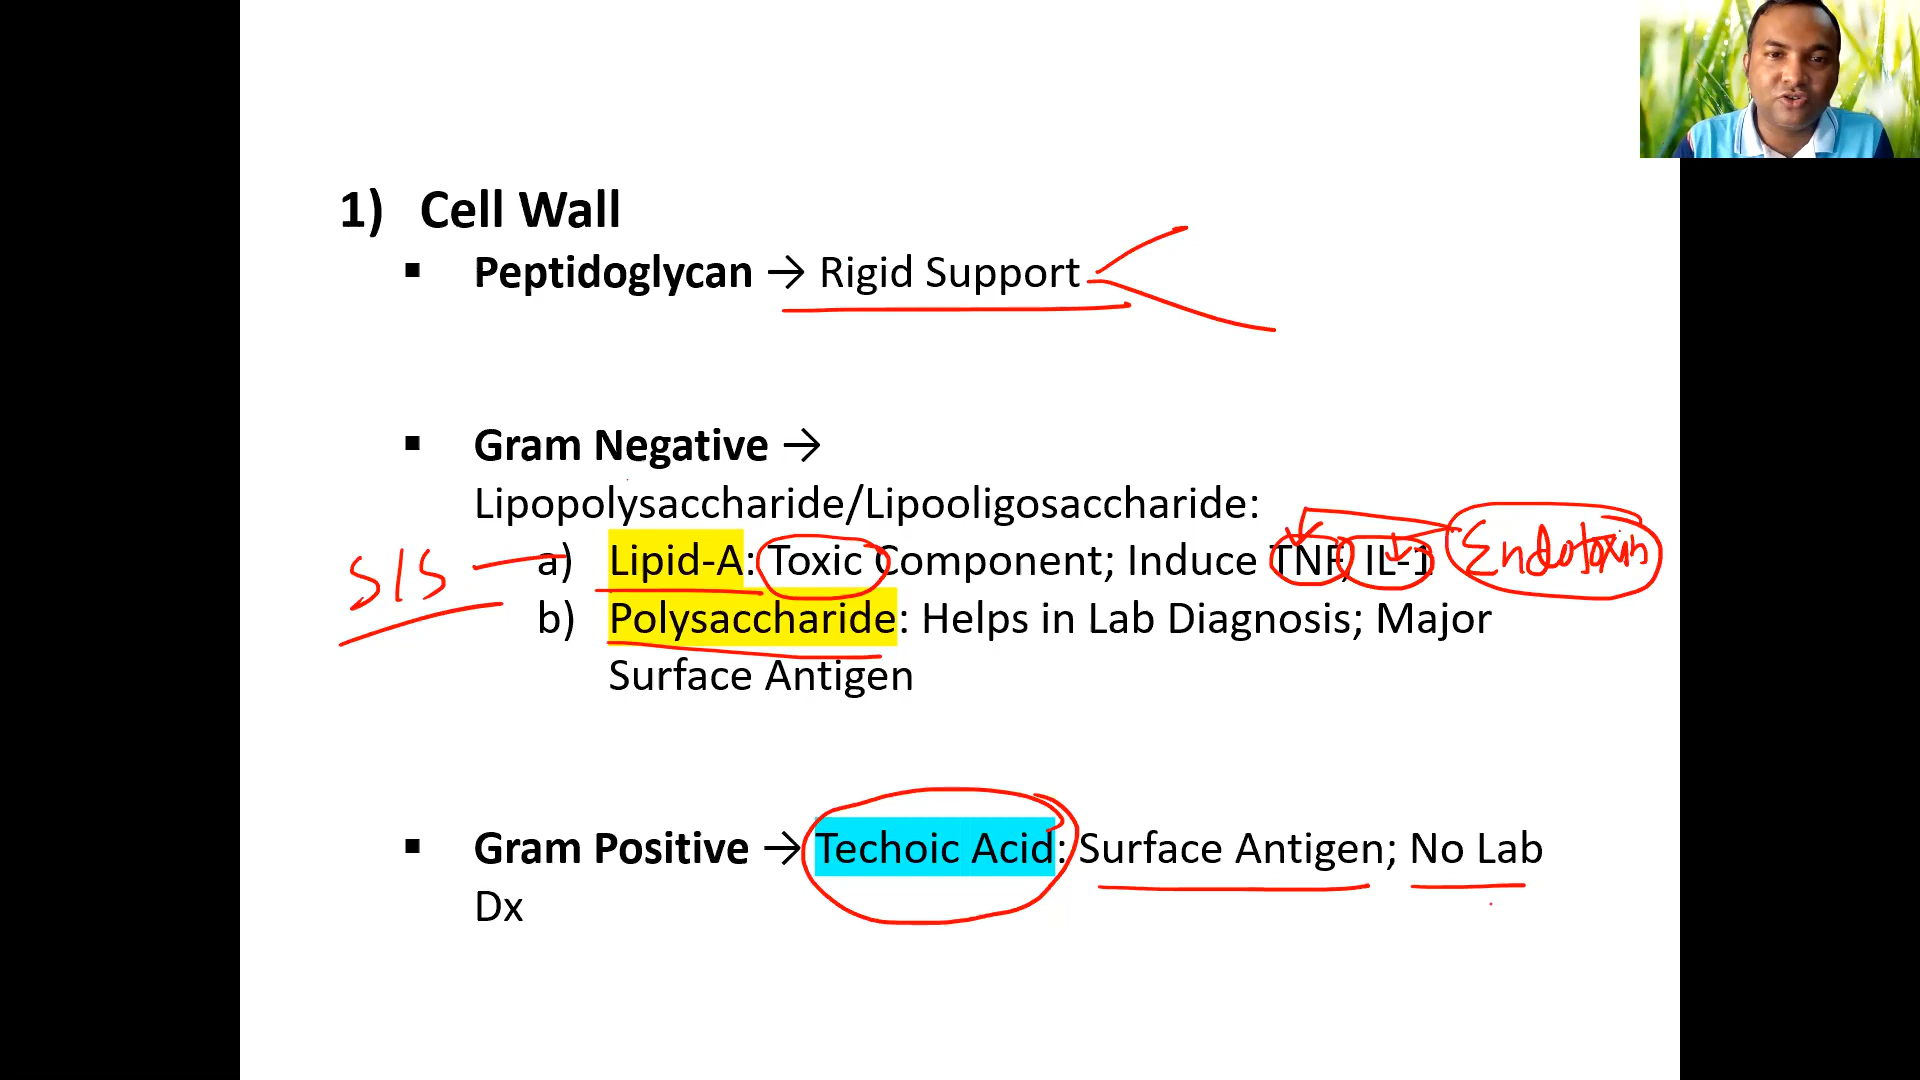 1) Cell Wall
▪ Peptidoglycan → Rigid Support
▪ Gram Negative →
Lipopolysaccharide/Lipooligosaccharide:
a) Lipid-A: Toxic Component; Induce TNF, IL-1
Endotoxin
S/S
b) Polysaccharide: Helps in Lab Diagnosis; Major
Surface Antigen
▪ Gram Positive → Techoic Acid: Surface Antigen; No Lab
Dx